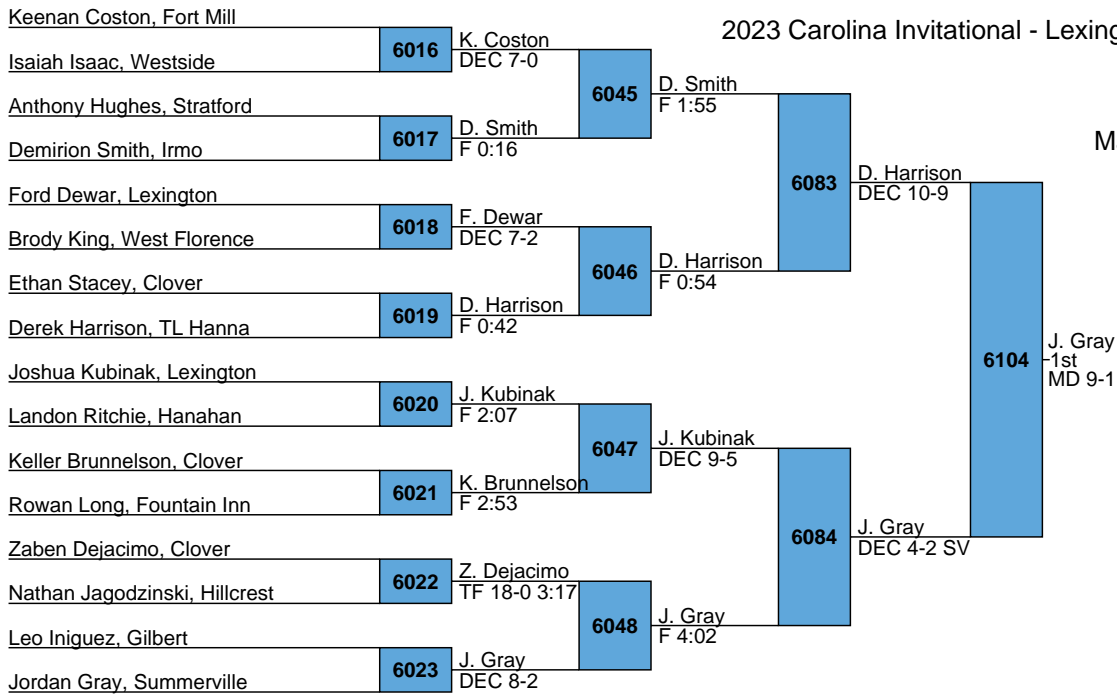 Keenan Coston, Fort Mill
2023 Carolina Invitational - Lexing
6016
K. Coston
DEC 7-0
Isaiah Isaac, Westside
6045
D. Smith
F 1:55
Anthony Hughes, Stratford
6017
D. Smith
F 0:16
Demirion Smith, Irmo
M
6083
D. Harrison
DEC 10-9
Ford Dewar, Lexington
6018
F. Dewar
DEC 7-2
Brody King, West Florence
6046
D. Harrison
F 0:54
Ethan Stacey, Clover
6019
D. Harrison
F 0:42
Derek Harrison, TL Hanna
6104
J. Gray
1st
MD 9-1
Joshua Kubinak, Lexington
6020
J. Kubinak
F 2:07
Landon Ritchie, Hanahan
6047
J. Kubinak
DEC 9-5
Keller Brunnelson, Clover
6021
K. Brunnelson
F 2:53
Rowan Long, Fountain Inn
6084
J. Gray
DEC 4-2 SV
Zaben Dejacimo, Clover
6022
Z. Dejacimo
TF 18-0 3:17
Nathan Jagodzinski, Hillcrest
6048
J. Gray
F 4:02
Leo Iniguez, Gilbert
6023
J. Gray
DEC 8-2
Jordan Gray, Summerville